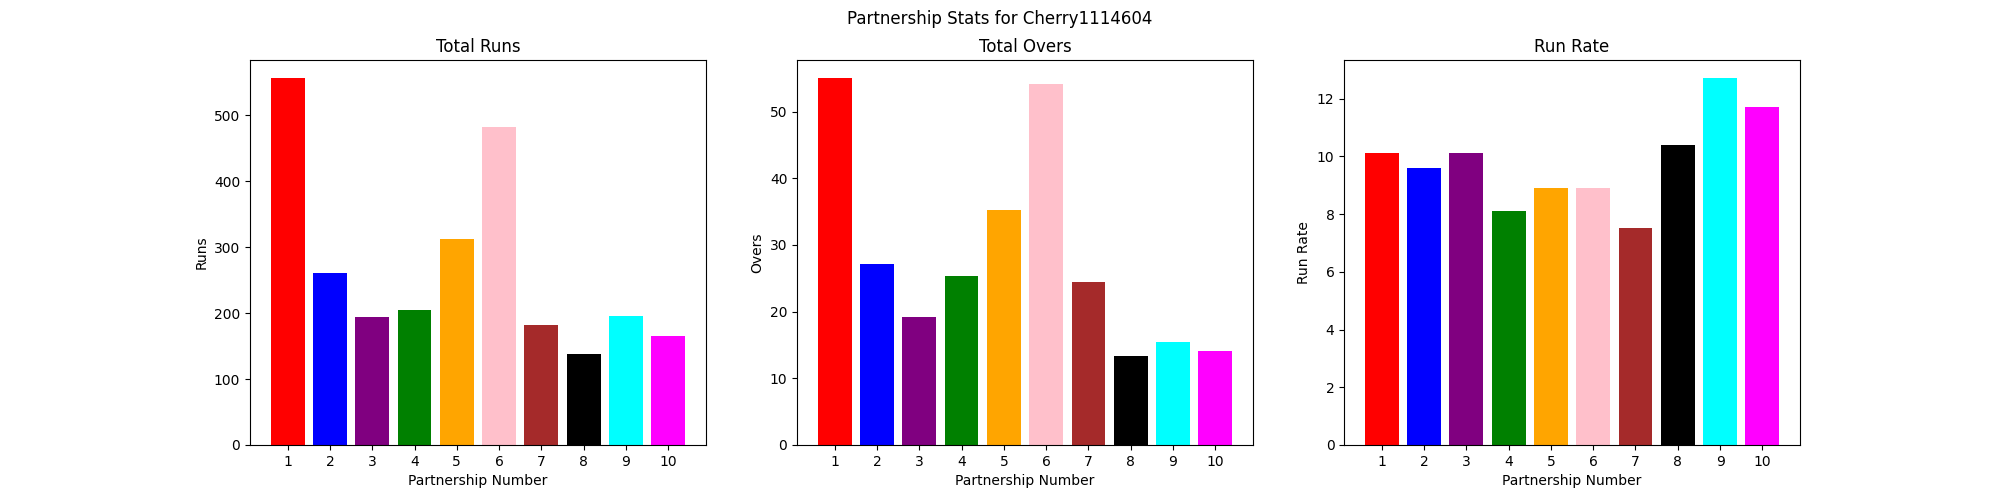 Partnership Stats for Cherry1114604
Total Runs
Runs
500
400
300
200
100
0
1 2 3 4 5 6 7 8 9 10
Partnership Number
Total Overs
Overs
50
40
30
20
10
0
1 2 3 4 5 6 7 8 9 10
Partnership Number
Run Rate
Run Rate
12
10
8
6
4
2
0
1 2 3 4 5 6 7 8 9 10
Partnership Number